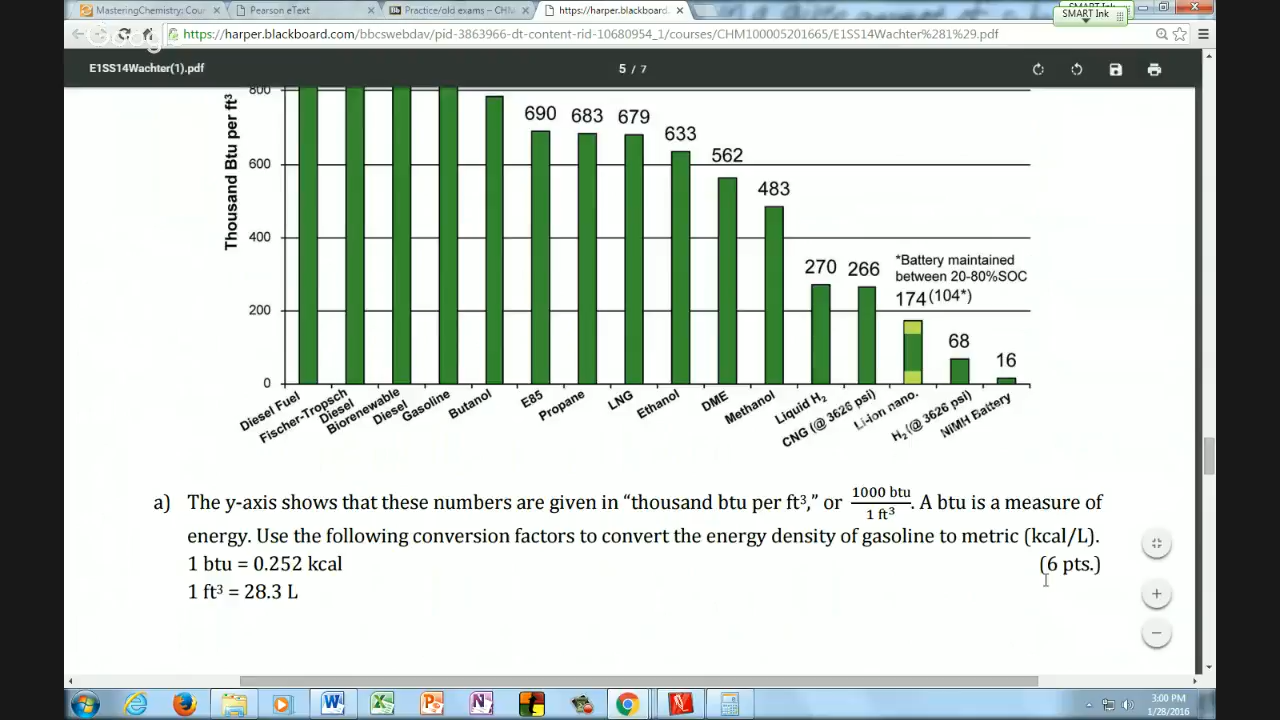 MasteringChemistry: Cour
Pearson eText
Practice/old exams – CHM
https://harper.blackboard.
SMART Ink
https://harper.blackboard.com/bbcswebdav/pid-3863966-dt-content-rid-10680954_1/courses/CHM100005201665/E1SS14Wachter%281%29.pdf
E1SS14Wachter(1).pdf
5 / 7
Thousand Btu per ft³
800
600
400
200
0
690
683
679
633
562
483
270
266
*Battery maintained
between 20-80%SOC
174 (104*)
68
16
Diesel Fuel
Fischer-Tropsch
Diesel
Biorenewable
Diesel
Gasoline
Butanol
E85
Propane
LNG
Ethanol
DME
Methanol
Liquid H₂
CNG (@ 3626 psi)
Li-ion nano.
H₂ (@ 3626 psi)
NiMH Battery
a) The y-axis shows that these numbers are given in “thousand btu per ft³,” or 1000 btu / 1 ft³. A btu is a measure of
energy. Use the following conversion factors to convert the energy density of gasoline to metric (kcal/L).
1 btu = 0.252 kcal (6 pts.)
1 ft³ = 28.3 L
3:00 PM
1/28/2016